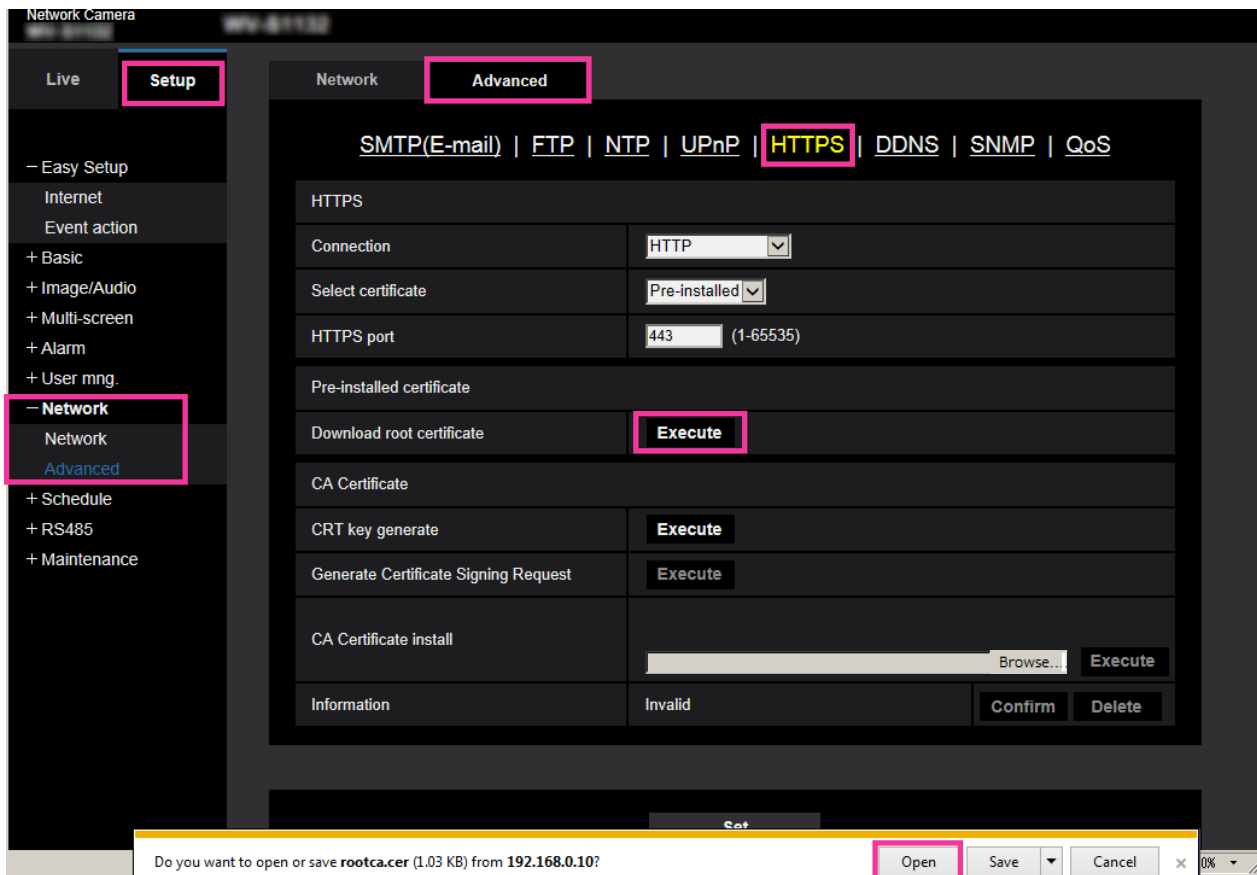 Network Camera
Live
Setup
Network
Advanced
SMTP(E-mail) | FTP | NTP | UPnP | HTTPS | DDNS | SNMP | QoS
− Easy Setup
Internet
Event action
+ Basic
+ Image/Audio
+ Multi-screen
+ Alarm
+ User mng.
− Network
Network
Advanced
+ Schedule
+ RS485
+ Maintenance
HTTPS
Connection HTTP
Select certificate Pre-installed
HTTPS port 443 (1-65535)
Pre-installed certificate
Download root certificate Execute
CA Certificate
CRT key generate Execute
Generate Certificate Signing Request Execute
CA Certificate install Browse... Execute
Information Invalid Confirm Delete
Set
Do you want to open or save rootca.cer (1.03 KB) from 192.168.0.10? Open Save Cancel × 0%